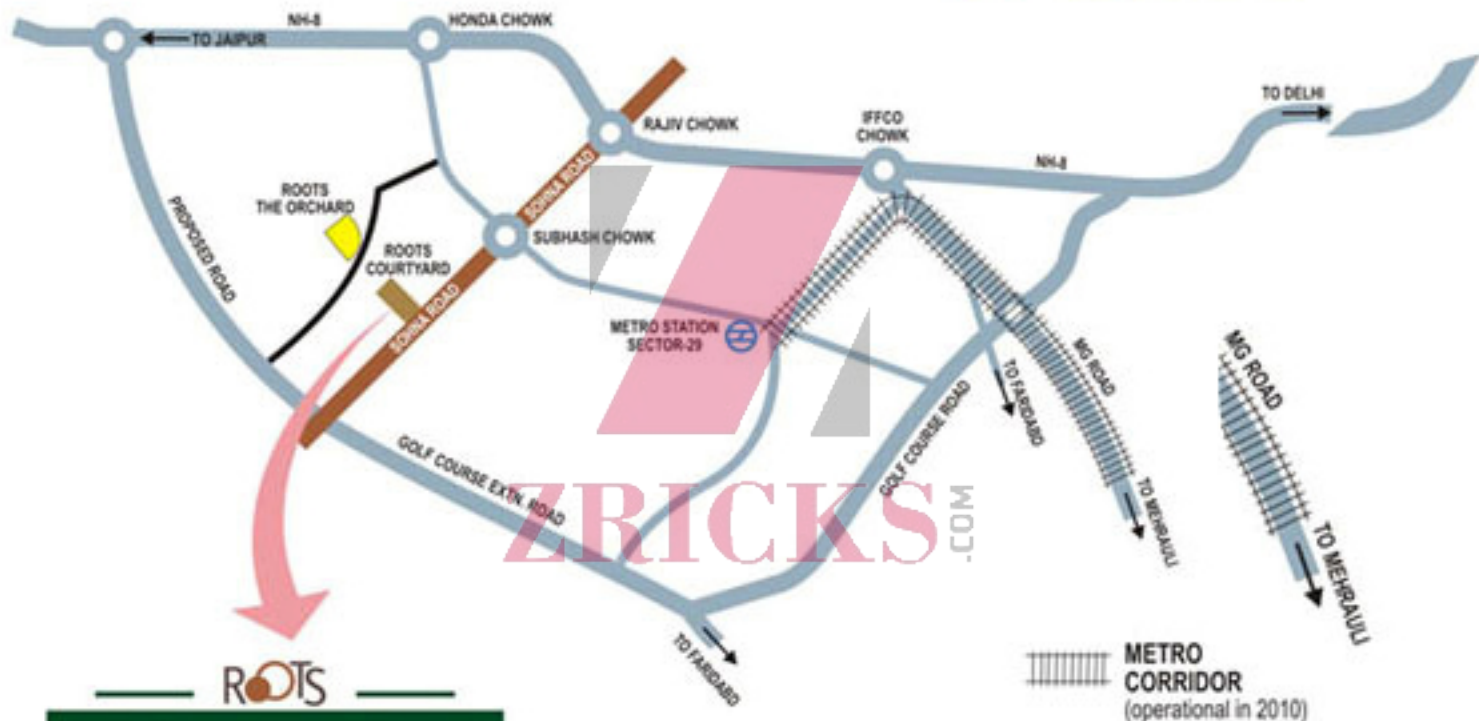 NH-8
HONDA CHOWK
TO JAIPUR
TO DELHI
RAJIV CHOWK
IFFCO
CHOWK
NH-8
SOHNA ROAD
ROOTS
THE ORCHARD
PROPOSED ROAD
ROOTS
COURTYARD
SUBHASH CHOWK
SOHNA ROAD
METRO STATION
SECTOR-29
MG ROAD
MG ROAD
TO FARIDABD
GOLF COURSE ROAD
GOLF COURSE EXTN. ROAD
ZRICKS
.COM
TO MEHRAULI
TO MEHRAULI
TO FARIDABD
ROOTS
METRO
CORRIDOR
(operational in 2010)